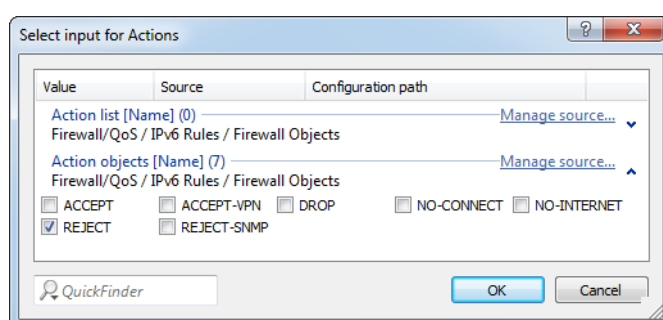 Select input for Actions
Value Source Configuration path
Action list [Name] (0) Manage source...
Firewall/QoS / IPv6 Rules / Firewall Objects
Action objects [Name] (7) Manage source...
Firewall/QoS / IPv6 Rules / Firewall Objects
ACCEPT ACCEPT-VPN DROP NO-CONNECT NO-INTERNET
REJECT REJECT-SNMP
QuickFinder OK Cancel